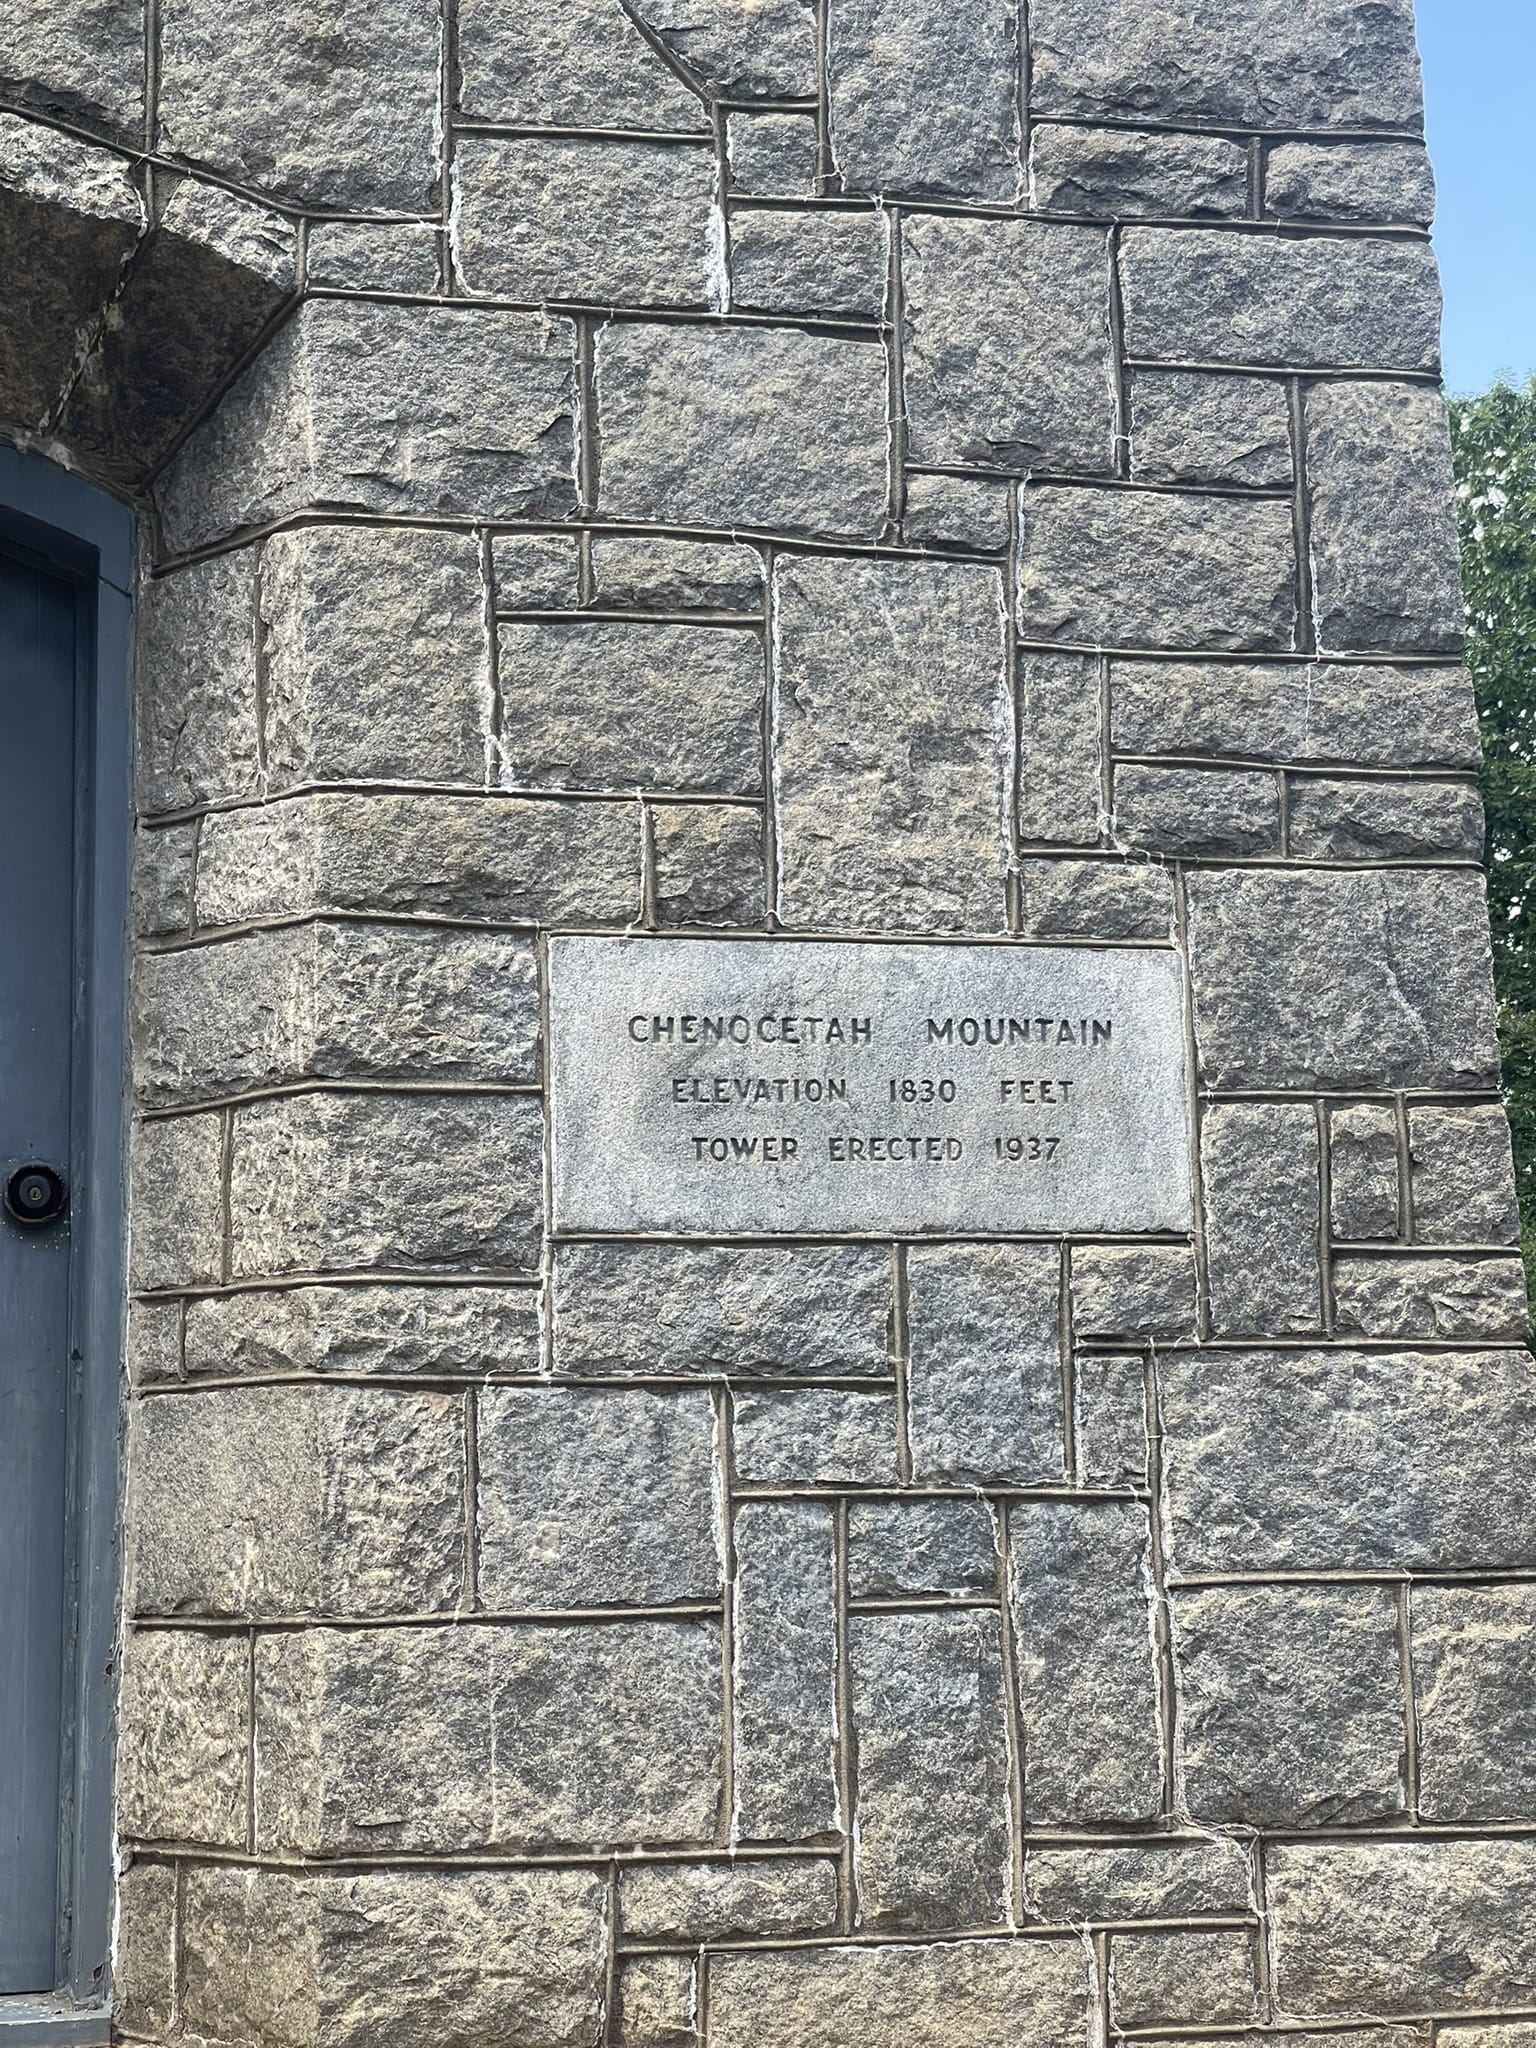 CHENOCETAH MOUNTAIN
ELEVATION 1830 FEET
TOWER ERECTED 1937